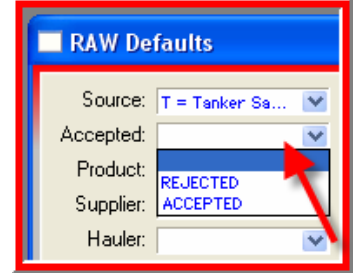 RAW Defaults
Source: T = Tanker Sa...
Accepted:
Product:
REJECTED
Supplier: ACCEPTED
Hauler: